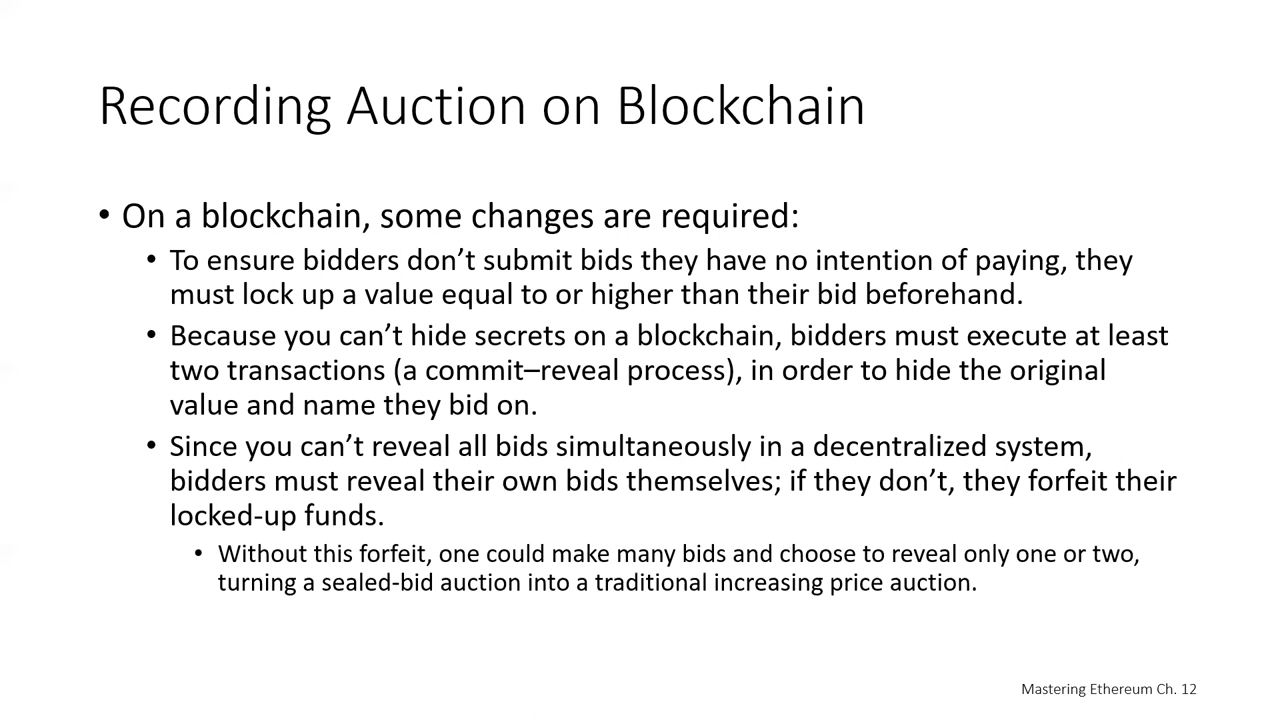 Recording Auction on Blockchain
• On a blockchain, some changes are required:
• To ensure bidders don’t submit bids they have no intention of paying, they
must lock up a value equal to or higher than their bid beforehand.
• Because you can’t hide secrets on a blockchain, bidders must execute at least
two transactions (a commit–reveal process), in order to hide the original
value and name they bid on.
• Since you can’t reveal all bids simultaneously in a decentralized system,
bidders must reveal their own bids themselves; if they don’t, they forfeit their
locked-up funds.
• Without this forfeit, one could make many bids and choose to reveal only one or two,
turning a sealed-bid auction into a traditional increasing price auction.
Mastering Ethereum Ch. 12